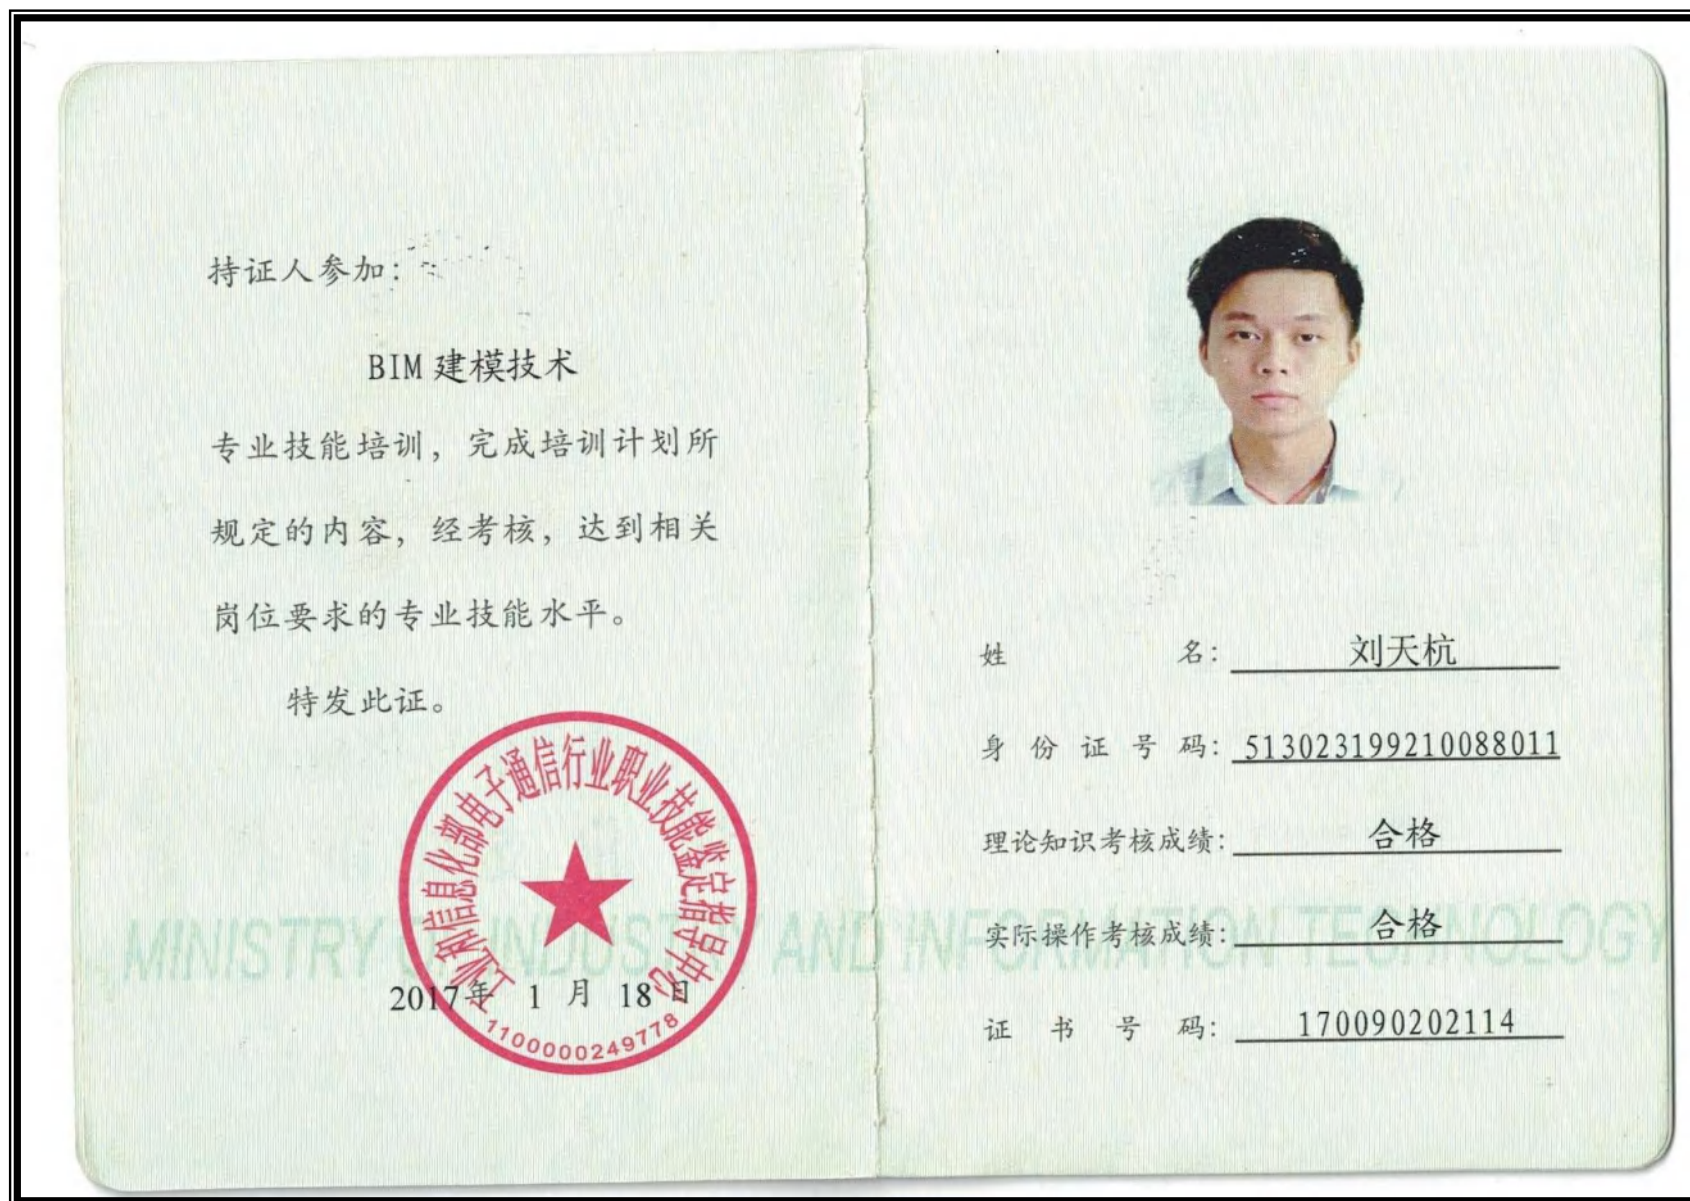 持证人参加：
BIM 建模技术
专业技能培训，完成培训计划所
规定的内容，经考核，达到相关
岗位要求的专业技能水平。
特发此证。
工业和信息化部电子通信行业职业技能鉴定指导中心
2017年 1 月 18 日
1100000249778
姓 名： 刘天杭
身 份 证 号 码： 513023199210088011
理论知识考核成绩： 合格
实际操作考核成绩： 合格
证 书 号 码： 170090202114
MINISTRY OF INDUSTRY AND INFORMATION TECHNOLOGY